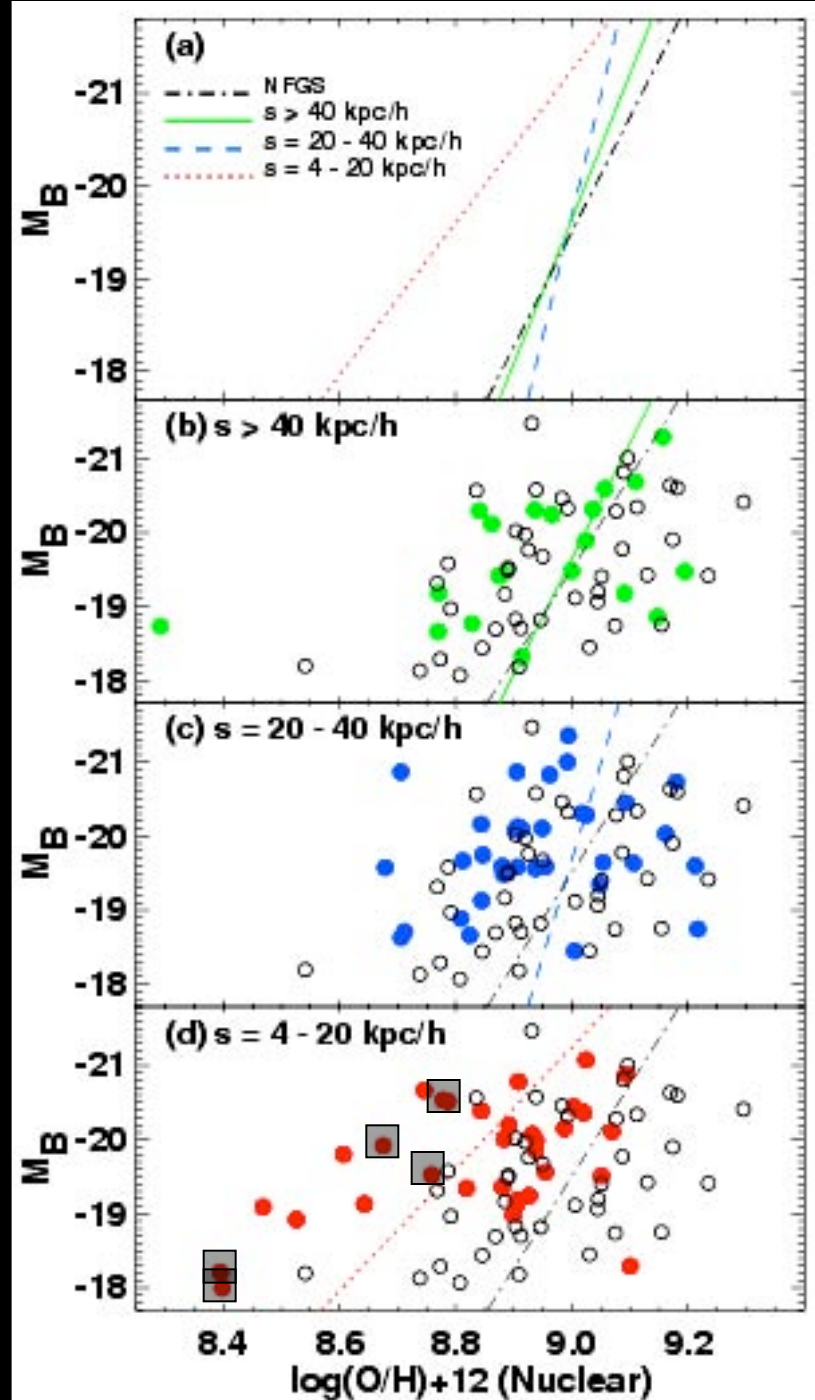 (a)
NFGS
s > 40 kpc/h
s = 20 - 40 kpc/h
s = 4 - 20 kpc/h
-21
-20
-19
-18
M_B
(b) s > 40 kpc/h
-21
-20
-19
-18
M_B
(c) s = 20 - 40 kpc/h
-21
-20
-19
-18
M_B
(d) s = 4 - 20 kpc/h
-21
-20
-19
-18
M_B
8.4 8.6 8.8 9.0 9.2
log(O/H)+12 (Nuclear)